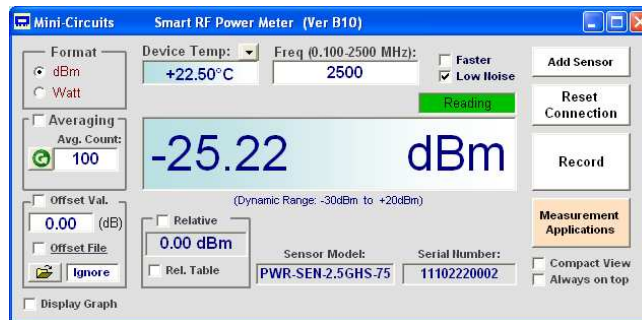 Mini-Circuits Smart RF Power Meter (Ver B10)
Format
dBm
Watt
Device Temp:
+22.50°C
Freq (0.100-2500 MHz):
2500
Faster
Low Noise
Reading
Add Sensor
Reset
Connection
Record
Measurement
Applications
Compact View
Always on top
Averaging
Avg. Count:
100
-25.22 dBm
(Dynamic Range: -30dBm to +20dBm)
Offset Val.
0.00 (dB)
Offset File
Ignore
Display Graph
Relative
0.00 dBm
Rel. Table
Sensor Model:
PWR-SEN-2.5GHS-75
Serial Number:
11102220002